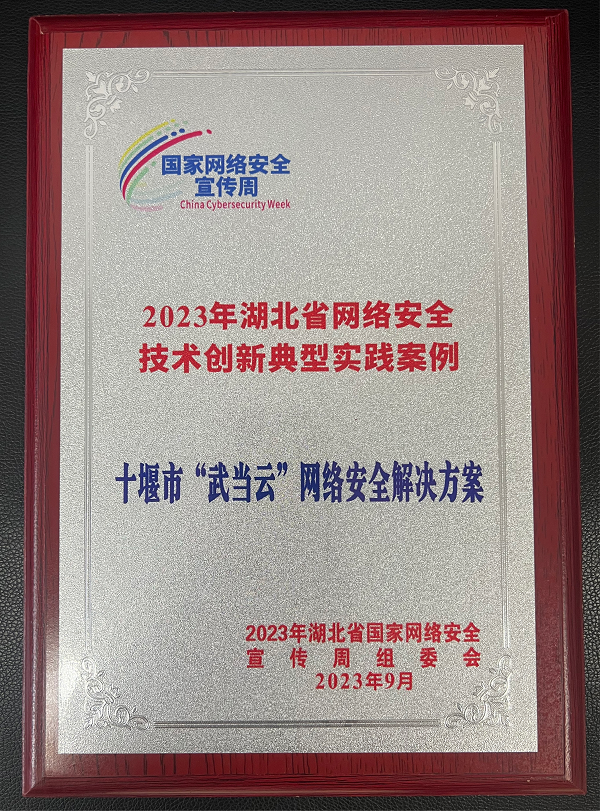 国家网络安全
宣传周
China Cybersecurity Week
2023年湖北省网络安全
技术创新典型实践案例
十堰市“武当云”网络安全解决方案
2023年湖北省国家网络安全
宣传周组委会
2023年9月